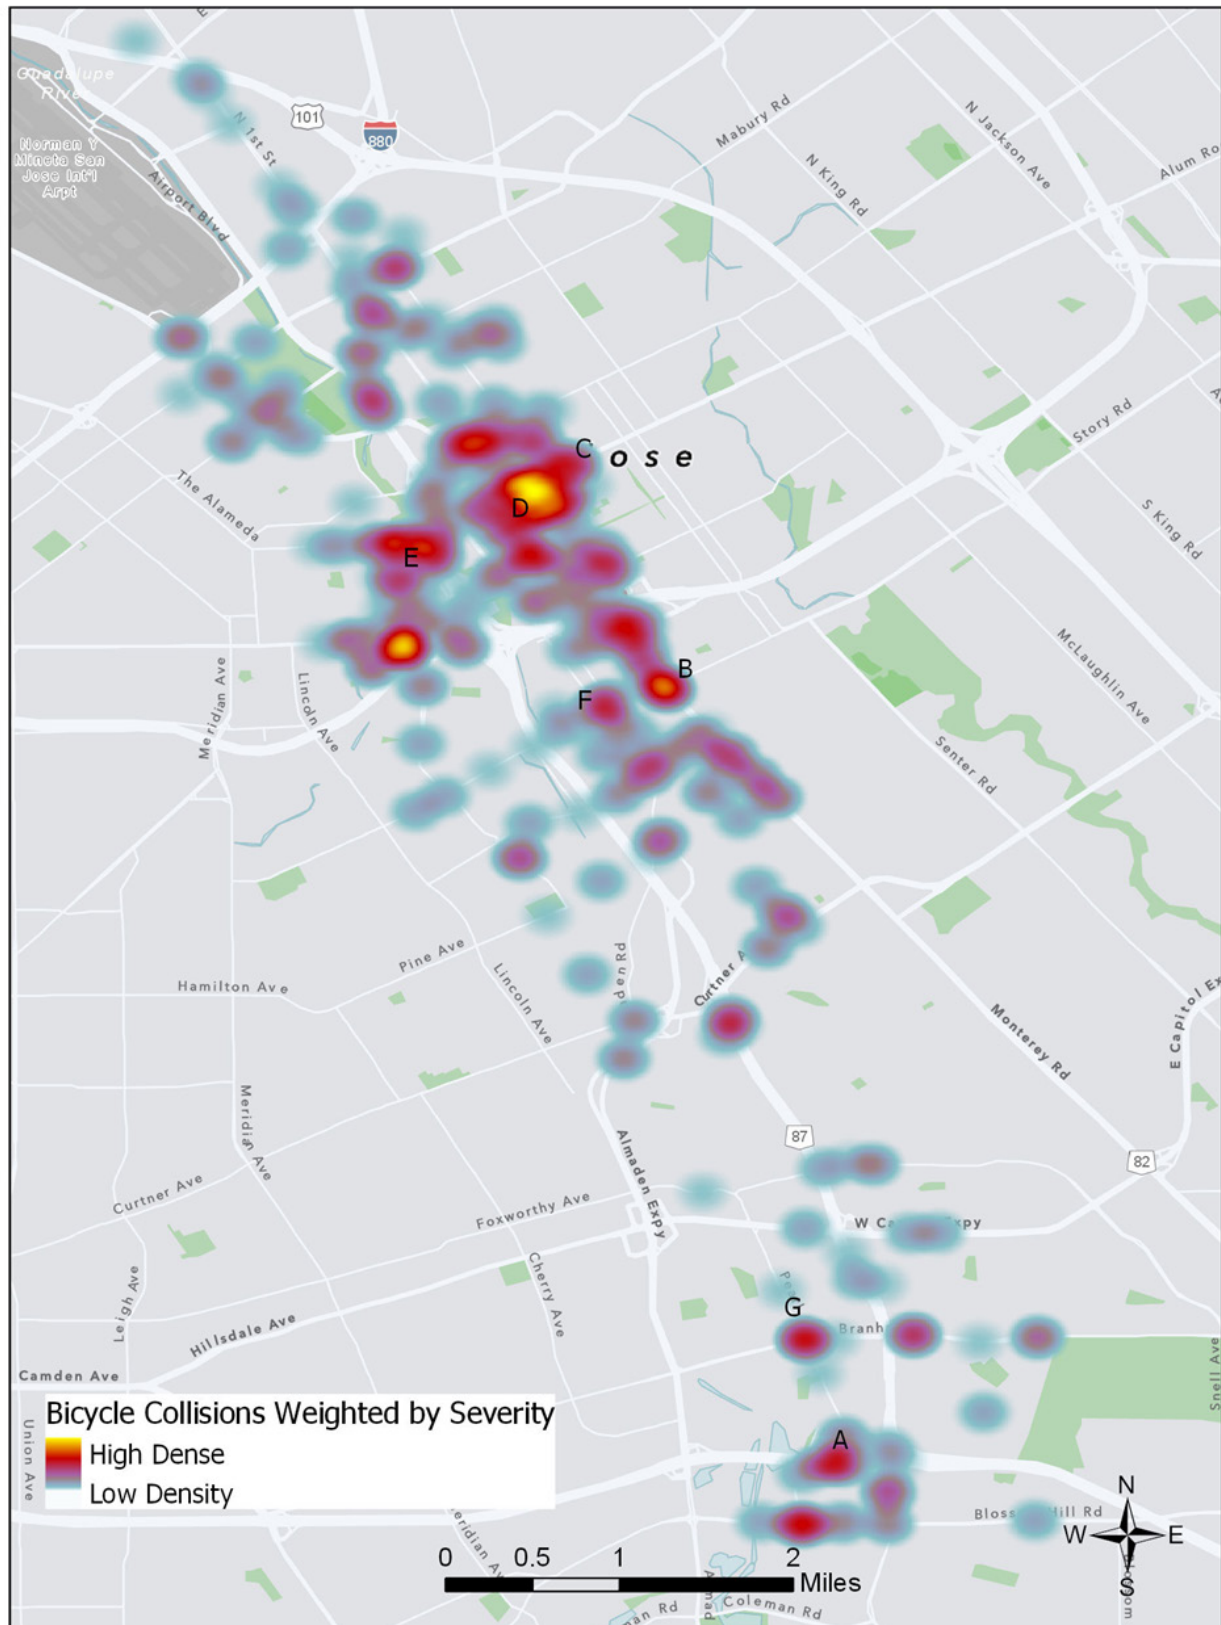 Guadalupe
River
Norman Y
Mineta San
Jose Int'l
Arpt
Airport Blvd
N 1st St
101
880
Mabury Rd
N King Rd
N Jackson Ave
Alum Ro
Story Rd
S King Rd
McLaughlin Ave
Senter Rd
The Alameda
C
o s e
D
E
B
F
Meridian Ave
Lincoln Ave
Pine Ave
Hamilton Ave
Lincoln Ave
Curtner A
Monterey Rd
E Capitol Ex
Meridian Ave
87
82
Almaden Expy
Curtner Ave
Foxworthy Ave
W Ca Expy
Cherry Ave
Leigh Ave
Hillsdale Ave
G
Branh
Snell Ave
Camden Ave
Union Ave
Bicycle Collisions Weighted by Severity
High Dense
Low Density
A
Bloss Hill Rd
N
W E
S
0 0.5 1 2
Miles
Coleman Rd